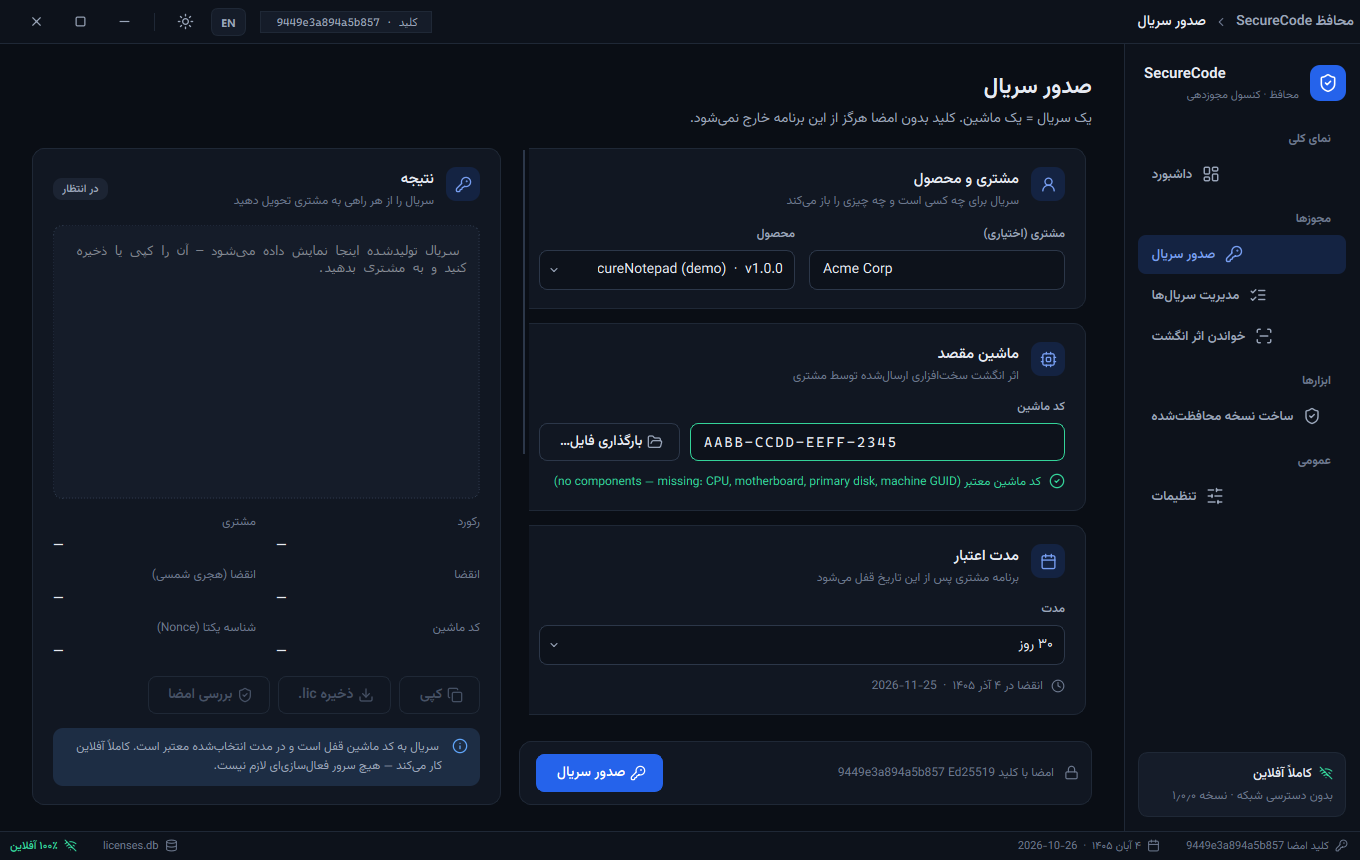 محافظ SecureCode
صدور سریال
کلید · 9449e3a894a5b857
EN
SecureCode
محافظ · کنسول مجوزدهی
نمای کلی
داشبورد
مجوزها
صدور سریال
مدیریت سریال‌ها
خواندن اثر انگشت
ابزارها
ساخت نسخه محافظت‌شده
عمومی
تنظیمات
کاملاً آفلاین
بدون دسترسی شبکه · نسخه ۱٫۰٫۰
صدور سریال
یک سریال = یک ماشین. کلید بدون امضا هرگز از این برنامه خارج نمی‌شود.
مشتری و محصول
سریال برای چه کسی است و چه چیزی را باز می‌کند
مشتری (اختیاری)
محصول
Acme Corp
cureNotepad (demo) · v1.0.0
ماشین مقصد
اثر انگشت سخت‌افزاری ارسال‌شده توسط مشتری
کد ماشین
AABB-CCDD-EEFF-2345
بارگذاری فایل…
کد ماشین معتبر (no components — missing: CPU, motherboard, primary disk, machine GUID)
مدت اعتبار
برنامه مشتری پس از این تاریخ قفل می‌شود
مدت
۳۰ روز
انقضا در ۴ آذر ۱۴۰۵ · 2026-11-25
امضا با کلید Ed25519 9449e3a894a5b857
صدور سریال
نتیجه
سریال را از هر راهی به مشتری تحویل دهید
در انتظار
سریال تولیدشده اینجا نمایش داده می‌شود — آن را کپی یا ذخیره
کنید و به مشتری بدهید.
رکورد
مشتری
—
—
انقضا
انقضا (هجری شمسی)
—
—
کد ماشین
شناسه یکتا (Nonce)
—
—
کپی
ذخیره lic.
بررسی امضا
سریال به کد ماشین قفل است و در مدت انتخاب‌شده معتبر است. کاملاً آفلاین
کار می‌کند — هیچ سرور فعال‌سازی‌ای لازم نیست.
کلید امضا 9449e3a894a5b857
۴ آبان ۱۴۰۵ · 2026-10-26
licenses.db
۱۰۰٪ آفلاین